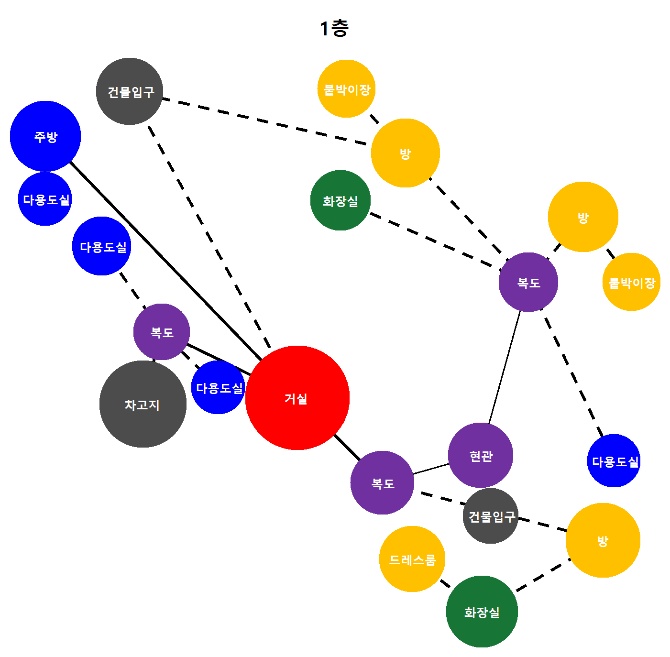 1층
건물입구
붙박이장
주방
방
다용도실
화장실
방
다용도실
복도
붙박이장
복도
다용도실
거실
차고지
현관
다용도실
복도
건물입구
방
드레스룸
화장실